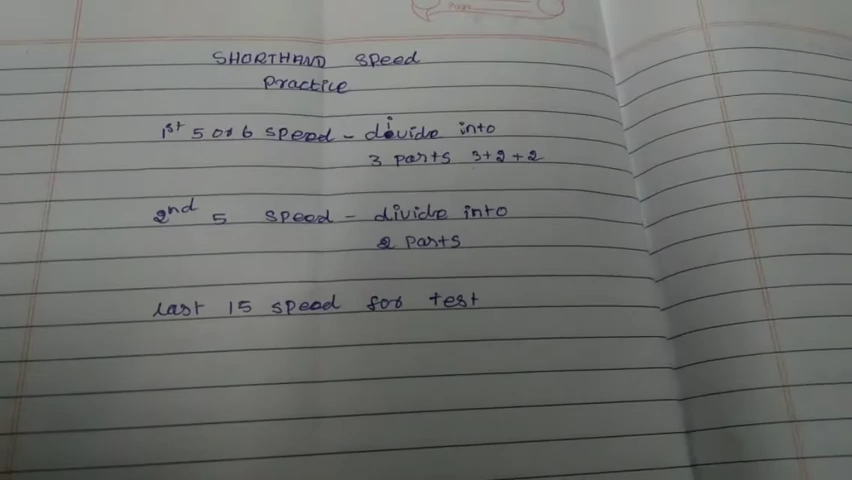 Page
SHORTHAND Speed
Practice
1st 5 or 6 speed - divide into
3 parts 3+2+2
2nd 5 speed - divide into
2 parts
last 15 speed for test